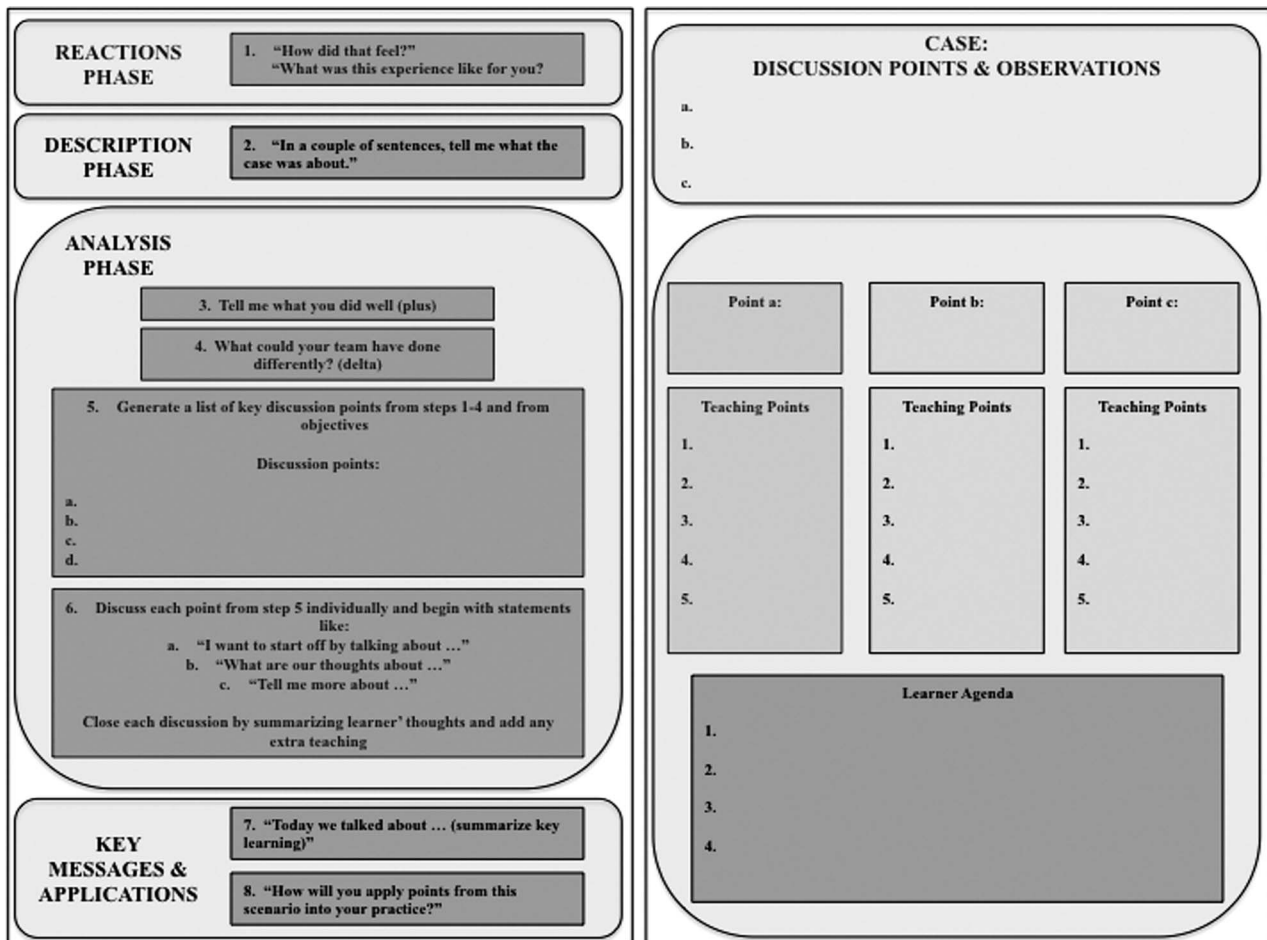 REACTIONS
PHASE
1. “How did that feel?”
“What was this experience like for you?
DESCRIPTION
PHASE
2. “In a couple of sentences, tell me what the
case was about.”
ANALYSIS
PHASE
3. Tell me what you did well (plus)
4. What could your team have done
differently? (delta)
5. Generate a list of key discussion points from steps 1-4 and from
objectives
Discussion points:
a.
b.
c.
d.
6. Discuss each point from step 5 individually and begin with statements
like:
a. “I want to start off by talking about …”
b. “What are our thoughts about …”
c. “Tell me more about …”
Close each discussion by summarizing learner’ thoughts and add any
extra teaching
KEY
MESSAGES &
APPLICATIONS
7. “Today we talked about … (summarize key
learning)”
8. “How will you apply points from this
scenario into your practice?”
CASE:
DISCUSSION POINTS & OBSERVATIONS
a.
b.
c.
Point a:
Teaching Points
1.
2.
3.
4.
5.
Point b:
Teaching Points
1.
2.
3.
4.
5.
Point c:
Teaching Points
1.
2.
3.
4.
5.
Learner Agenda
1.
2.
3.
4.